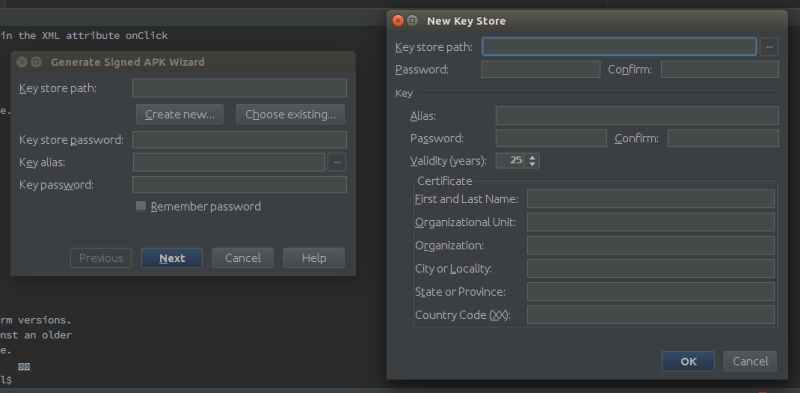 in the XML attribute onClick
Generate Signed APK Wizard
Key store path:
Create new...
Choose existing...
e.
Key store password:
Key alias:
...
Key password:
Remember password
Previous
Next
Cancel
Help
rm versions.
nst an older
e.
l$
New Key Store
Key store path:
...
Password:
Confirm:
Key
Alias:
Password:
Confirm:
Validity (years):
25
Certificate
First and Last Name:
Organizational Unit:
Organization:
City or Locality:
State or Province:
Country Code (XX):
OK
Cancel